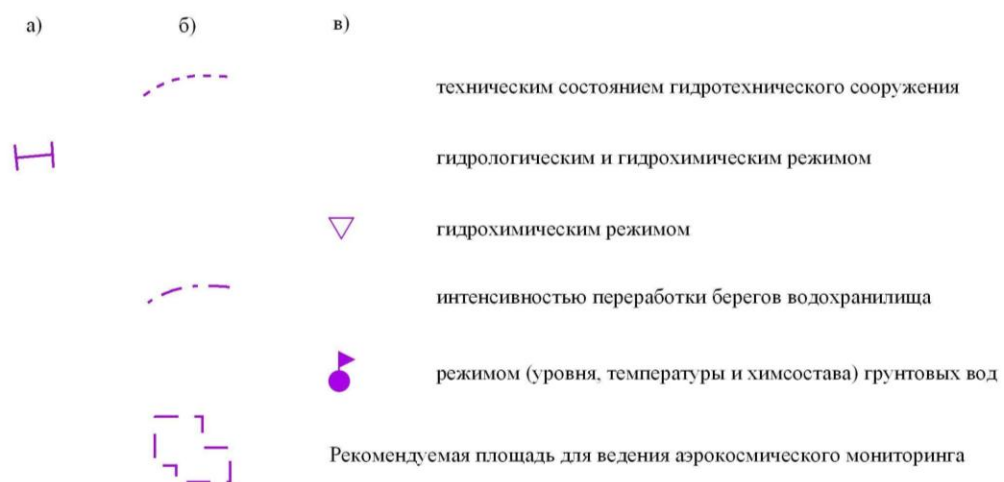 а) б) в)
техническим состоянием гидротехнического сооружения
гидрологическим и гидрохимическим режимом
гидрохимическим режимом
интенсивностью переработки берегов водохранилища
режимом (уровня, температуры и химсостава) грунтовых вод
Рекомендуемая площадь для ведения аэрокосмического мониторинга